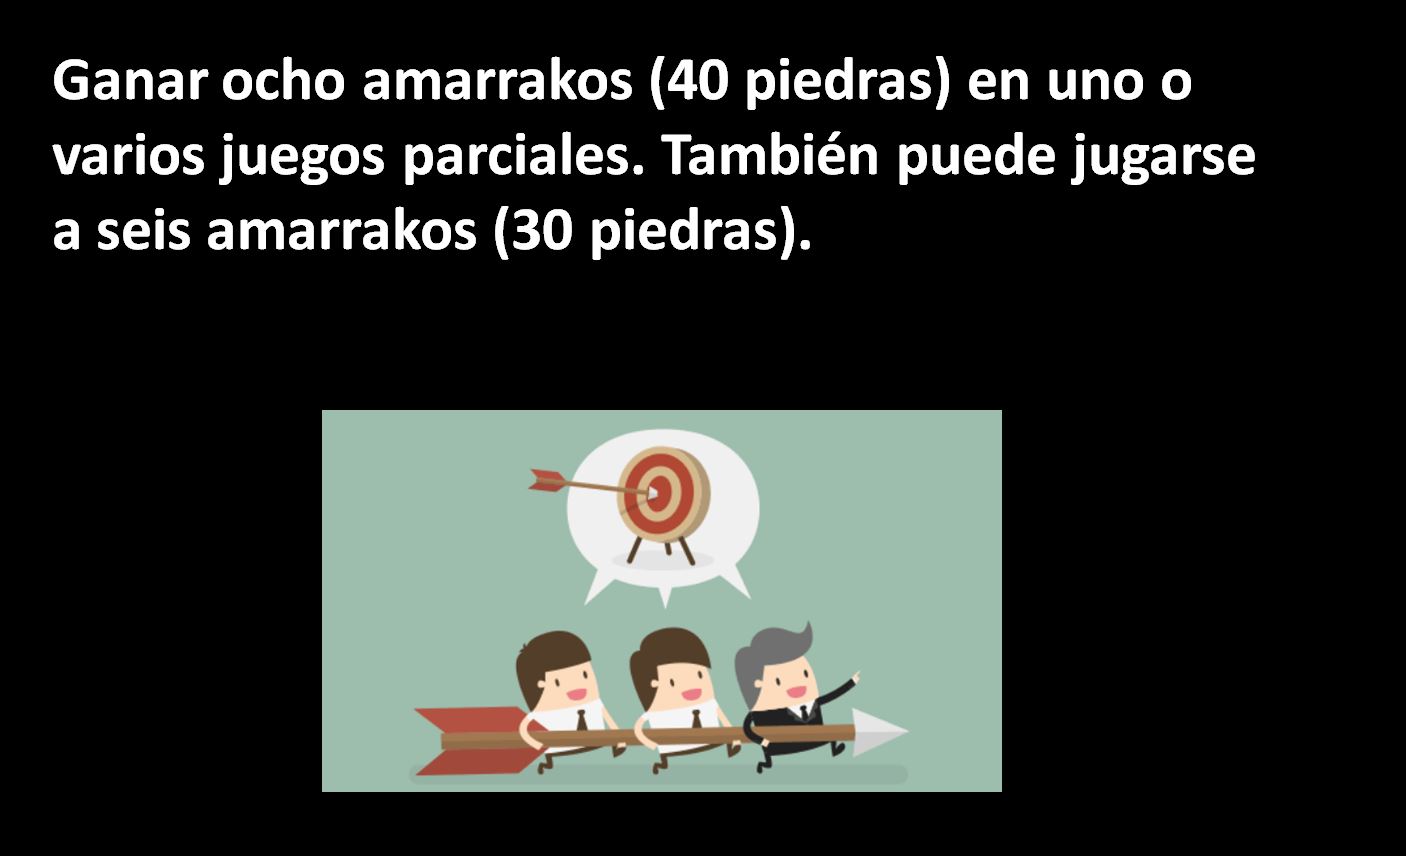 Ganar ocho amarrakos (40 piedras) en uno o
varios juegos parciales. También puede jugarse
a seis amarrakos (30 piedras).